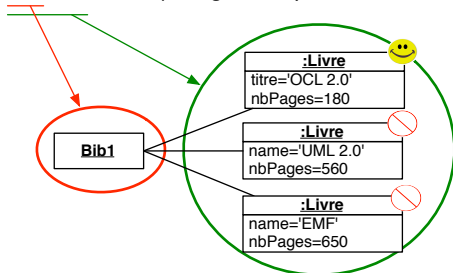 :Livre
titre='OCL 2.0'
nbPages=180
Bib1
:Livre
name='UML 2.0'
nbPages=560
:Livre
name='EMF'
nbPages=650